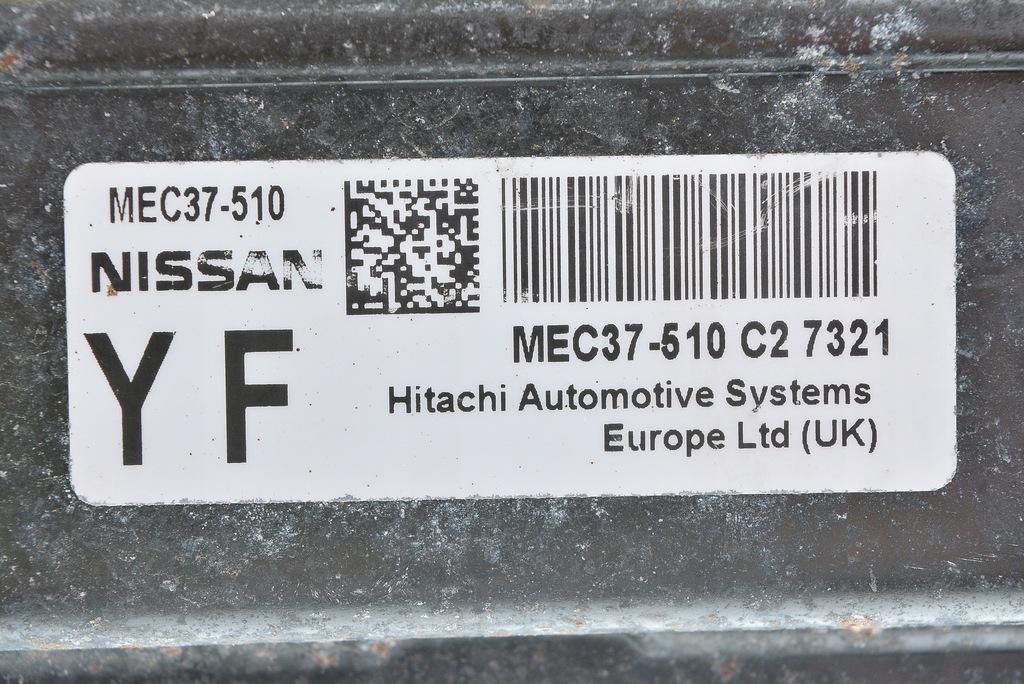 MEC37-510
NISSAN
YF
MEC37-510 C2 7321
Hitachi Automotive Systems
Europe Ltd (UK)